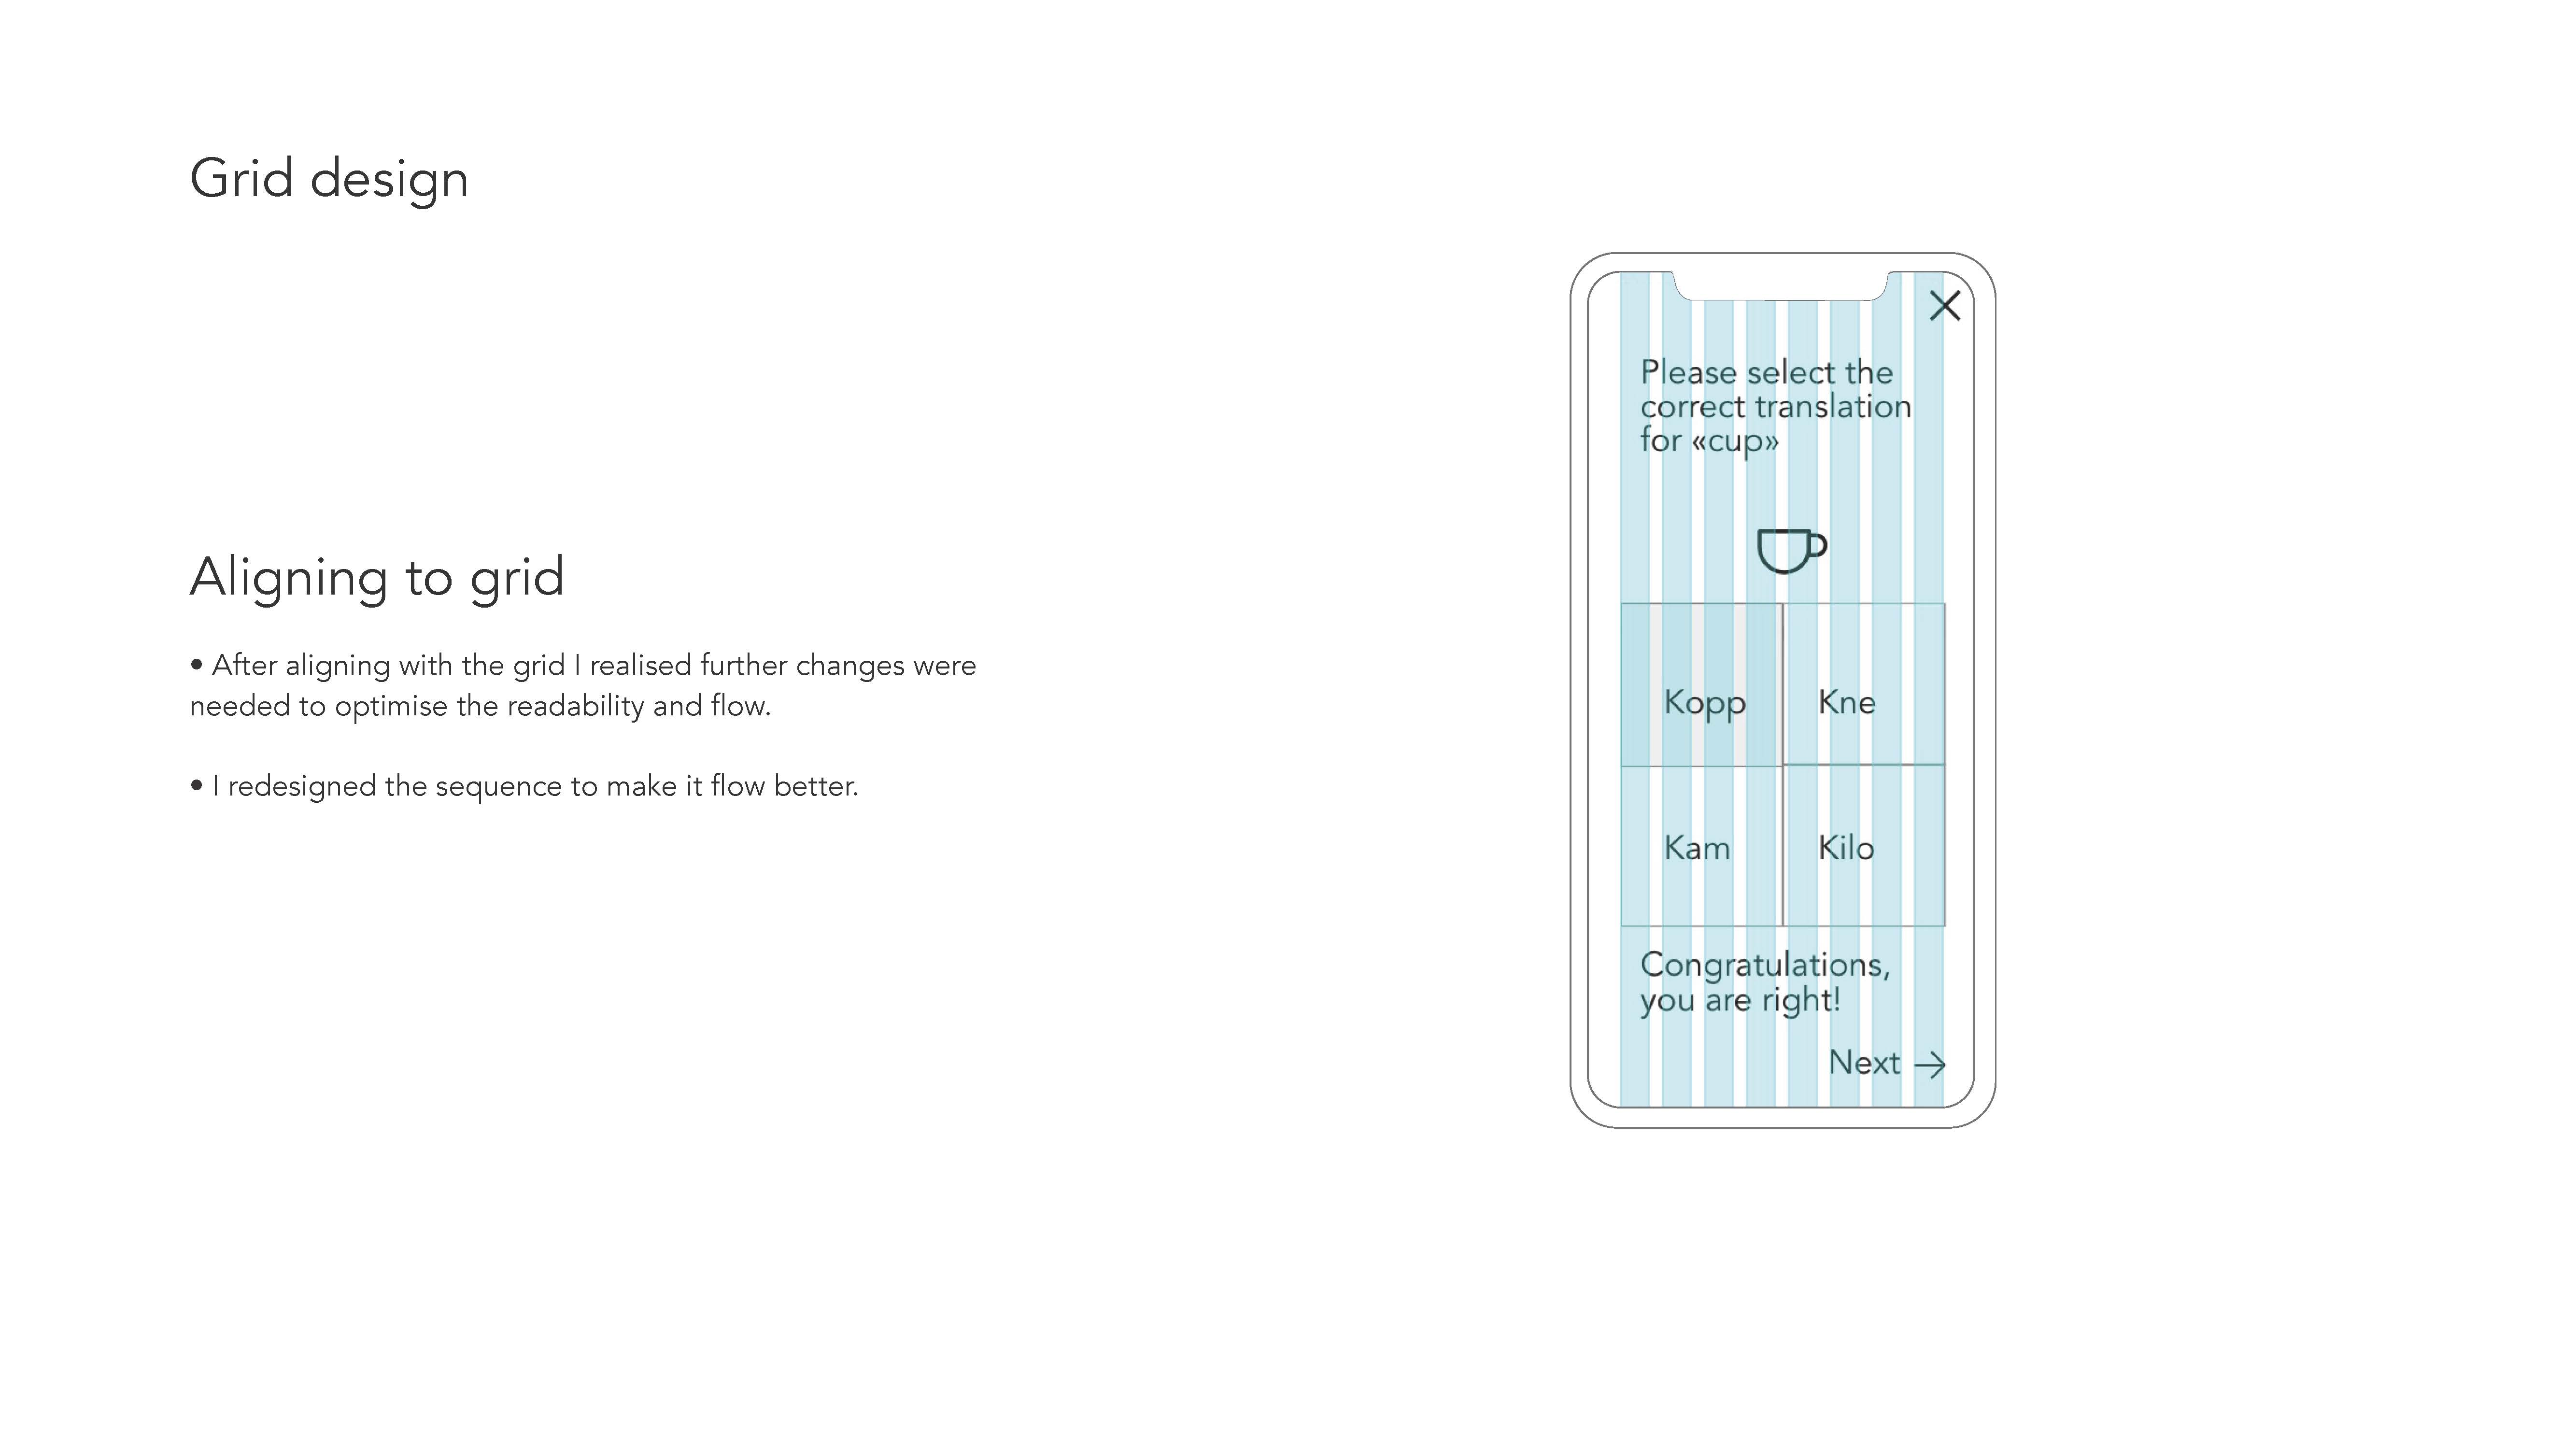 Grid design
Aligning to grid
• After aligning with the grid I realised further changes were
needed to optimise the readability and flow.
• I redesigned the sequence to make it flow better.
Please select the
correct translation
for «cup»
Kopp
Kne
Kam
Kilo
Congratulations,
you are right!
Next →